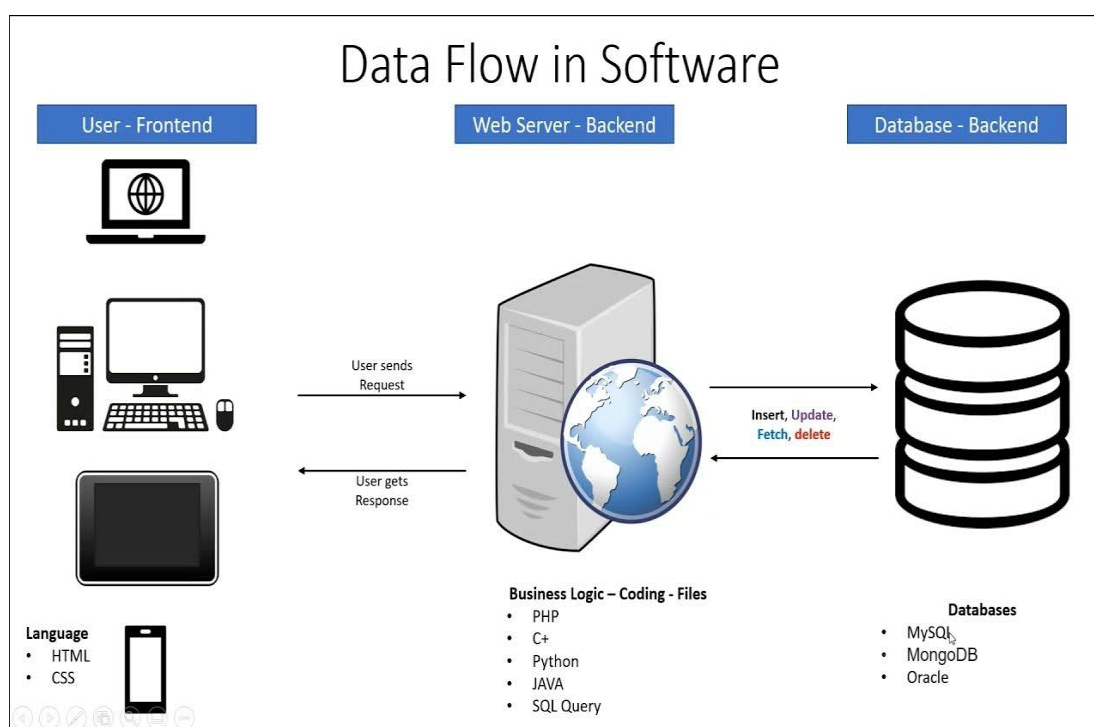 Data Flow in Software
User - Frontend
Web Server - Backend
Database - Backend
User sends
Request
User gets
Response
Insert, Update,
Fetch, delete
Language
• HTML
• CSS
Business Logic – Coding - Files
• PHP
• C+
• Python
• JAVA
• SQL Query
Databases
• MySQL
• MongoDB
• Oracle